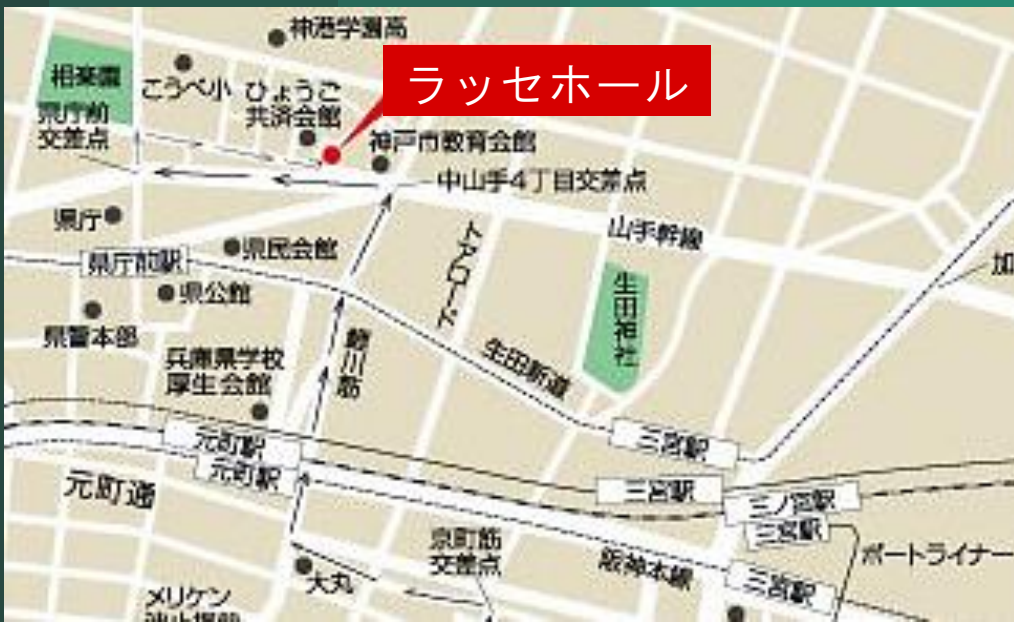 神港学園高
ラッセホール
相楽園
こうべ小
ひょうご
共済会館
県庁前
交差点
神戸市教育会館
中山手4丁目交差点
県庁
県民会館
トアロード
山手幹線
加
県庁前駅
県公館
生田神社
県警本部
鯉川筋
生田新道
兵庫県学校
厚生会館
元町駅
三宮駅
元町駅
三宮駅
元町通
三ノ宮駅
三宮駅
京町筋
交差点
阪神本線
ポートライナー
大丸
三宮駅
メリケン